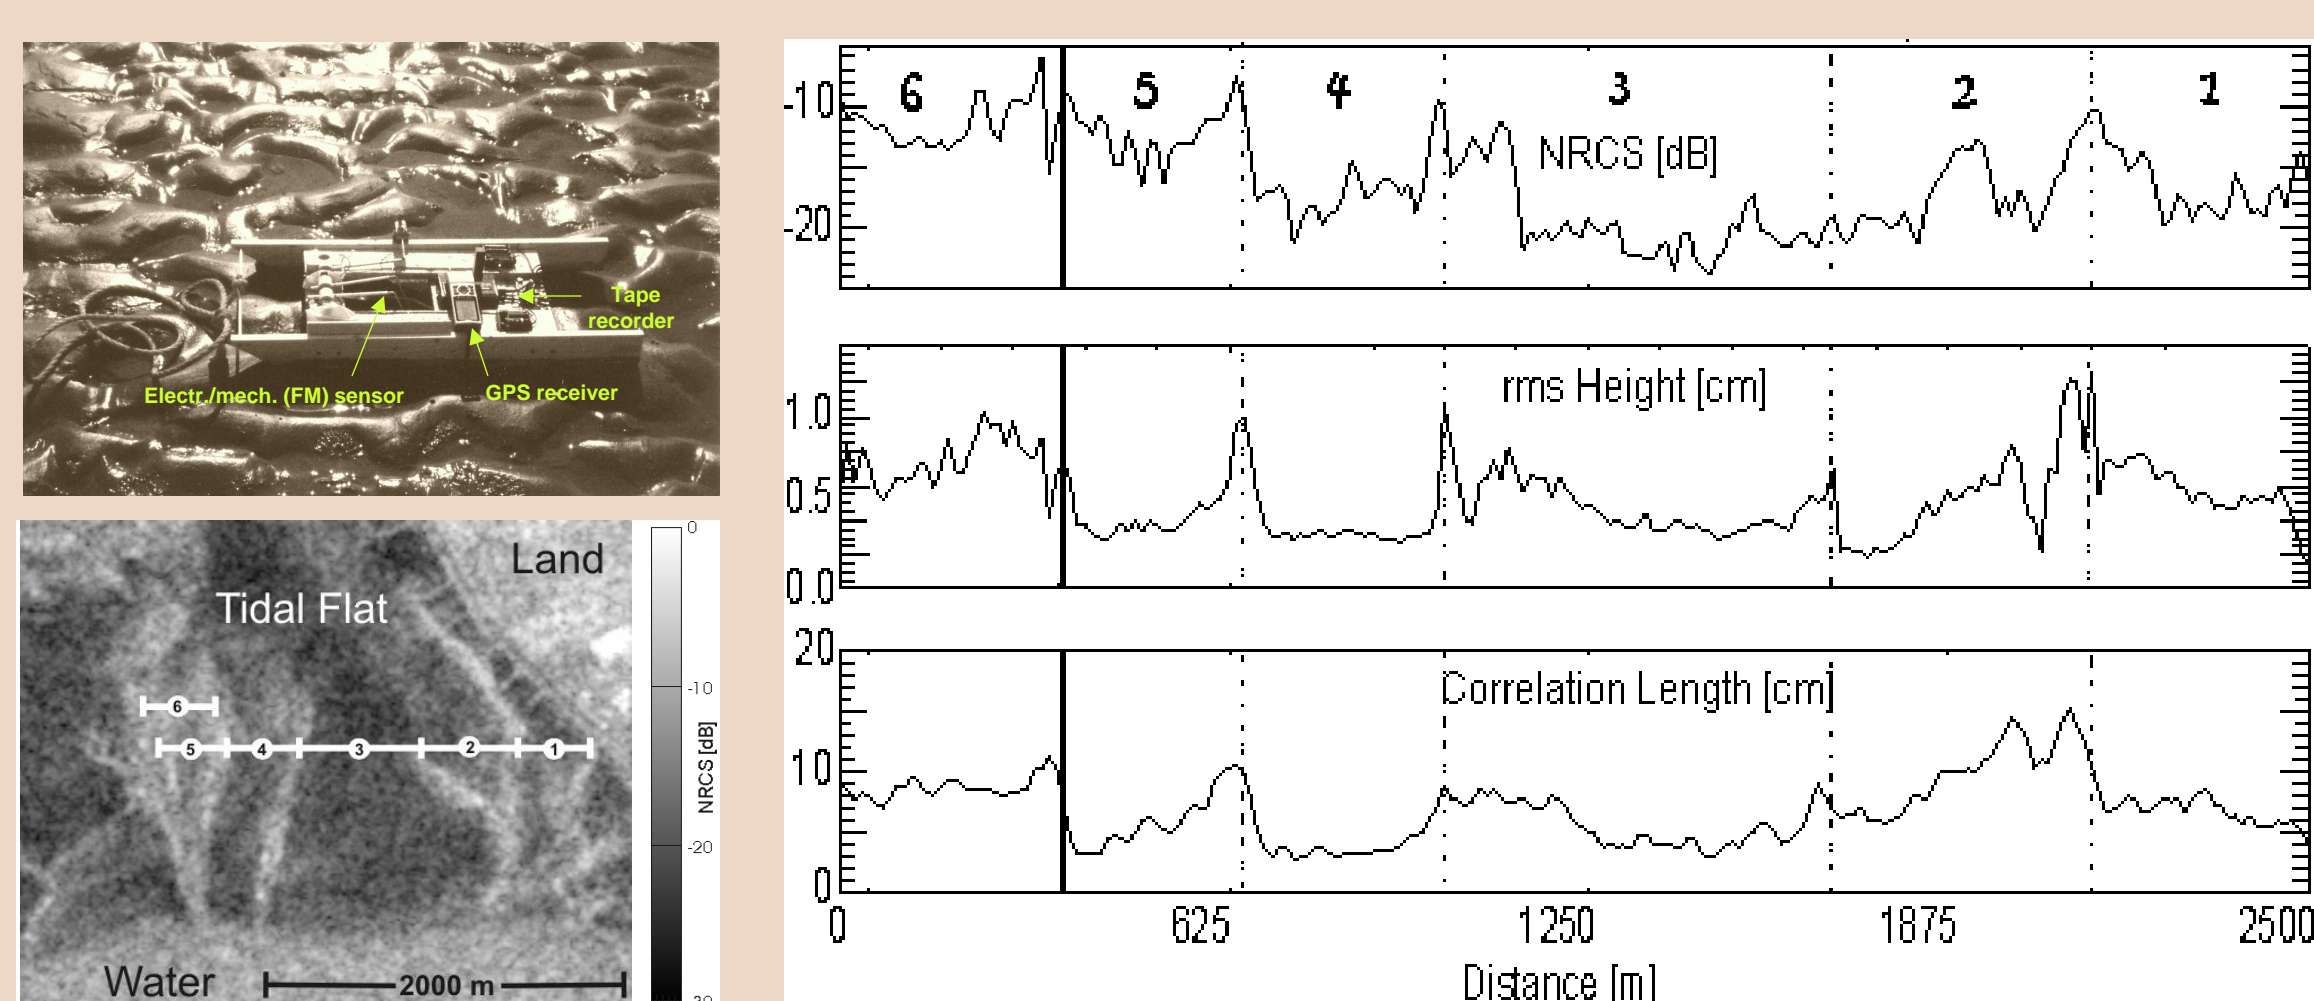 Tape
recorder
Electr./mech. (FM) sensor
GPS receiver
Land
Tidal Flat
6
5
4
3
2
1
Water
2000 m
0
-10
-20
-30
NRCS [dB]
6
5
4
3
2
1
NRCS [dB]
-10
-20
rms Height [cm]
1.0
0.5
0.0
Correlation Length [cm]
20
10
0
0
625
1250
1875
2500
Distance [m]